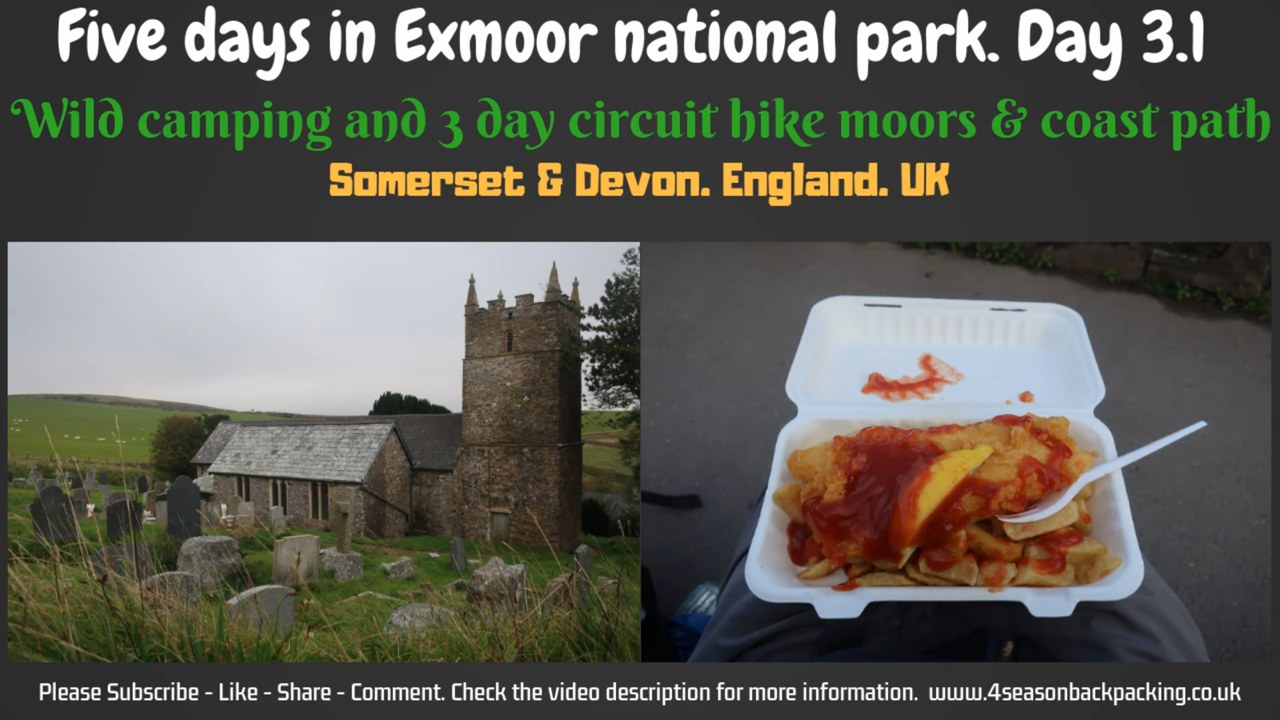 Five days in Exmoor national park. Day 3.1
Wild camping and 3 day circuit hike moors & coast path
Somerset & Devon. England. UK
Please Subscribe - Like - Share - Comment. Check the video description for more information. www.4seasonbackpacking.co.uk